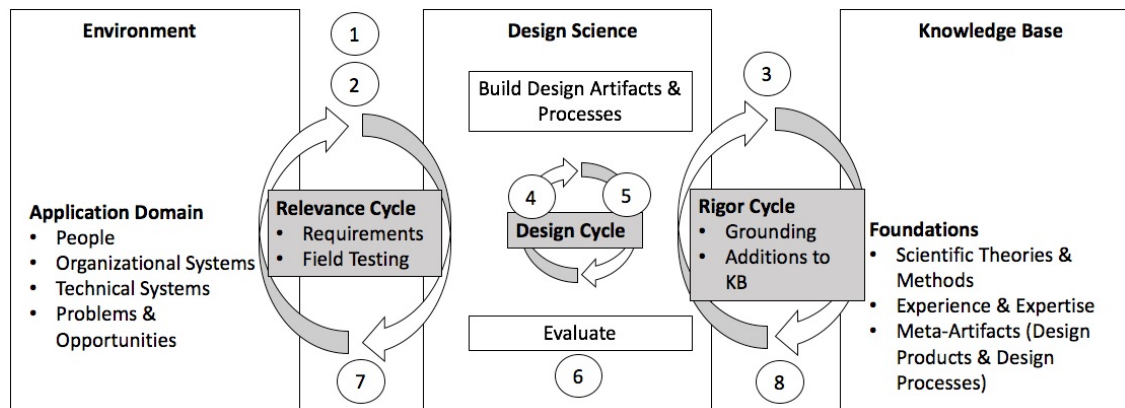 Environment
Application Domain
• People
• Organizational Systems
• Technical Systems
• Problems &
Opportunities
1
2
Relevance Cycle
• Requirements
• Field Testing
7
Design Science
Build Design Artifacts &
Processes
4
5
Design Cycle
Evaluate
6
3
Rigor Cycle
• Grounding
• Additions to
KB
8
Knowledge Base
Foundations
• Scientific Theories &
Methods
• Experience & Expertise
• Meta-Artifacts (Design
Products & Design
Processes)